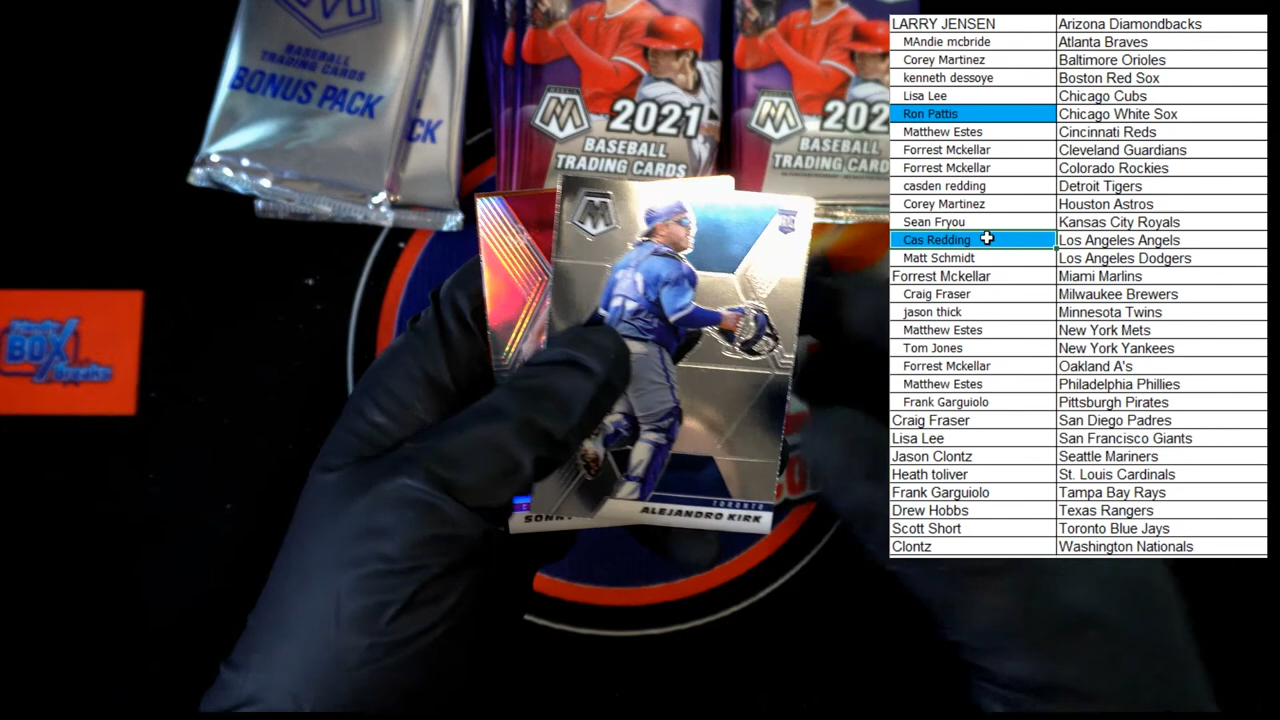 BASEBALL
TRADING CARDS
BONUS PACK
CK
2021
BASEBALL
TRADING CARDS
202
BASEBALL
TRADING CARD
BOX
TORONTO
ALEJANDRO KIRK
LARRY JENSEN Arizona Diamondbacks
MAndie mcbride Atlanta Braves
Corey Martinez Baltimore Orioles
kenneth dessoye Boston Red Sox
Lisa Lee Chicago Cubs
Ron Pattis Chicago White Sox
Matthew Estes Cincinnati Reds
Forrest Mckellar Cleveland Guardians
Forrest Mckellar Colorado Rockies
casden redding Detroit Tigers
Corey Martinez Houston Astros
Sean Fryou Kansas City Royals
Cas Redding Los Angeles Angels
Matt Schmidt Los Angeles Dodgers
Forrest Mckellar Miami Marlins
Craig Fraser Milwaukee Brewers
jason thick Minnesota Twins
Matthew Estes New York Mets
Tom Jones New York Yankees
Forrest Mckellar Oakland A's
Matthew Estes Philadelphia Phillies
Frank Garguiolo Pittsburgh Pirates
Craig Fraser San Diego Padres
Lisa Lee San Francisco Giants
Jason Clontz Seattle Mariners
Heath toliver St. Louis Cardinals
Frank Garguiolo Tampa Bay Rays
Drew Hobbs Texas Rangers
Scott Short Toronto Blue Jays
Clontz Washington Nationals